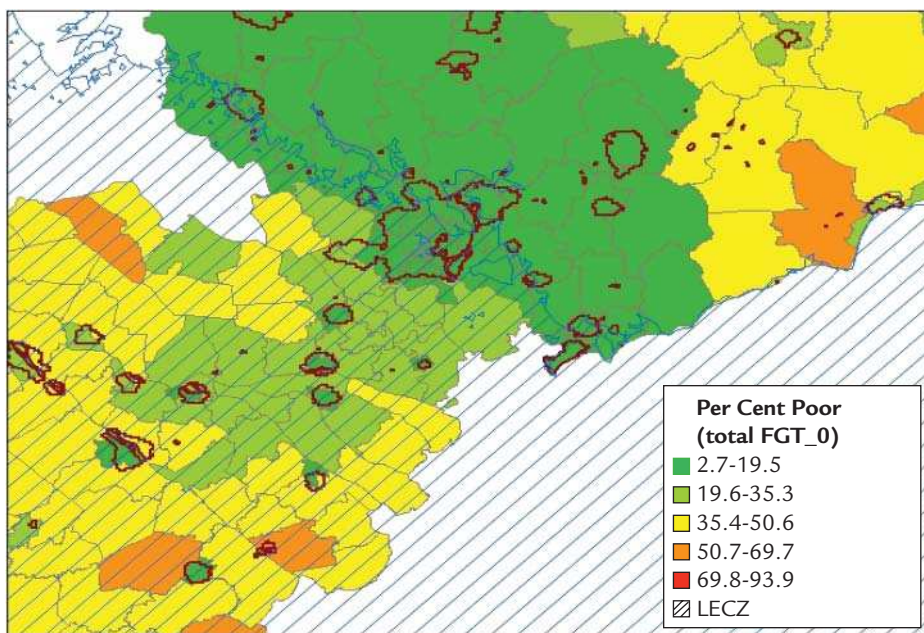 Per Cent Poor
(total FGT_0)
2.7-19.5
19.6-35.3
35.4-50.6
50.7-69.7
69.8-93.9
LECZ